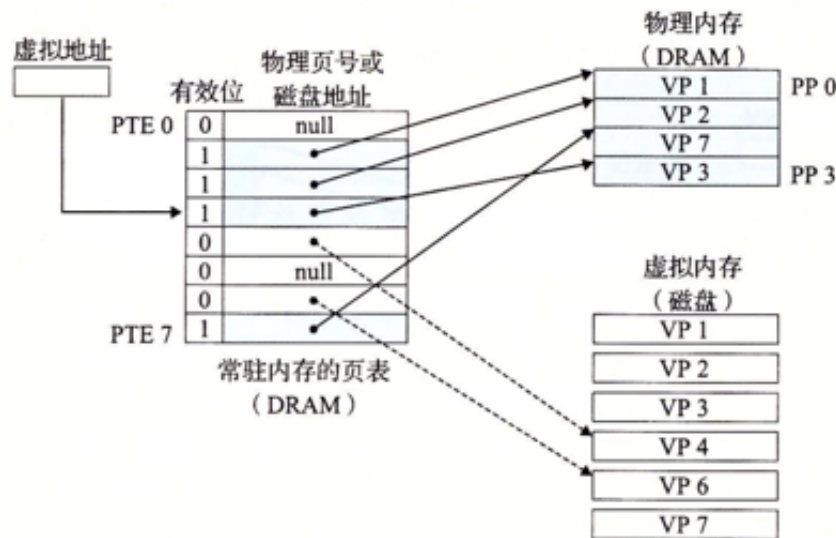 虚拟地址
有效位
物理页号或
磁盘地址
PTE 0
0
null
1
1
1
0
0
null
0
PTE 7
1
常驻内存的页表
（DRAM）
物理内存
（DRAM）
VP 1
PP 0
VP 2
VP 7
VP 3
PP 3
虚拟内存
（磁盘）
VP 1
VP 2
VP 3
VP 4
VP 6
VP 7